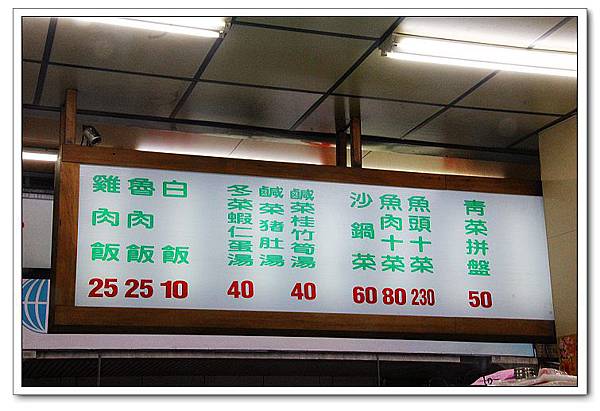 雞肉飯 25
魯肉飯 25
白飯 10
冬菜蝦仁蛋湯 40
鹹菜豬肚湯
鹹菜桂竹筍湯 40
沙鍋菜 60
魚肉十菜 80
魚頭十菜 230
青菜拼盤 50